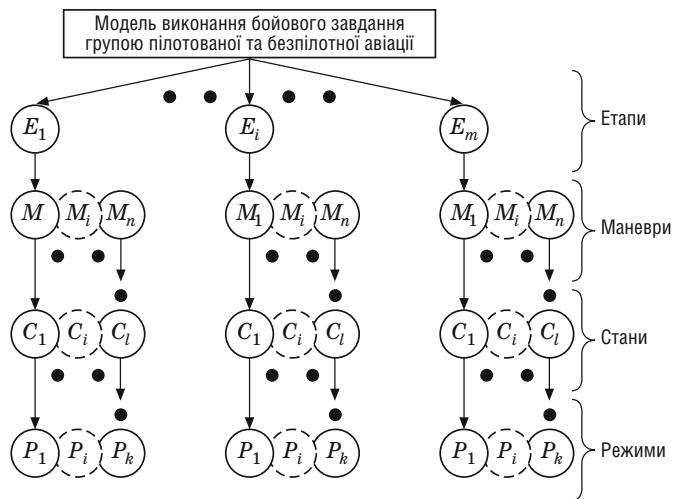 Модель виконання бойового завдання
групою пілотованої та безпілотної авіації
E₁ Eᵢ Eₘ Етапи
M Mᵢ Mₙ M₁ Mᵢ Mₙ M₁ Mᵢ Mₙ Маневри
C₁ Cᵢ Cₗ C₁ Cᵢ Cₗ C₁ Cᵢ Cₗ Стани
P₁ Pᵢ Pₖ P₁ Pᵢ Pₖ P₁ Pᵢ Pₖ Режими